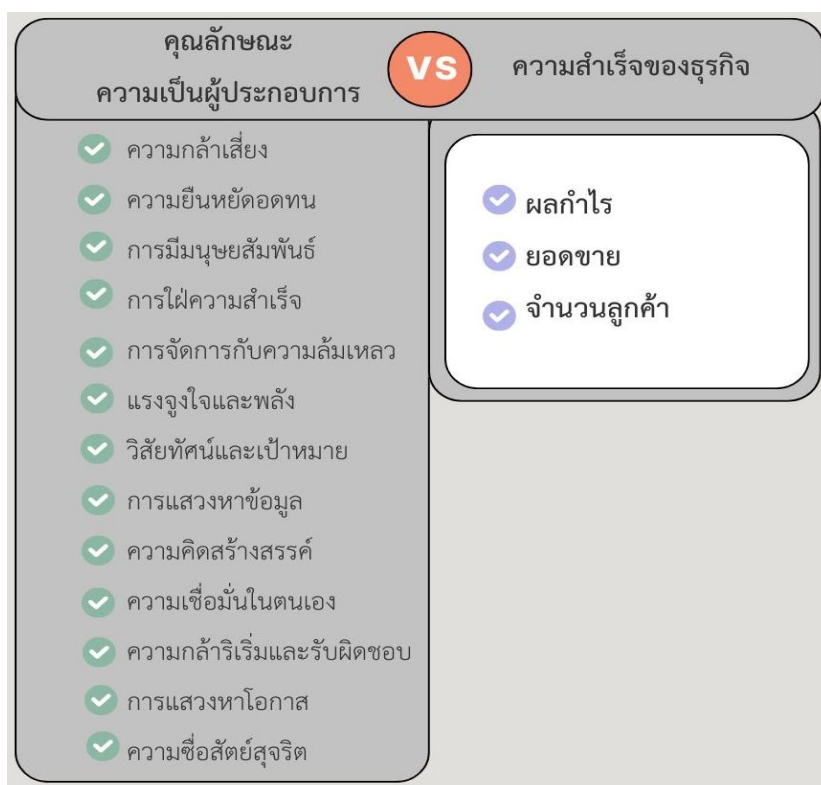 คุณลักษณะ
ความเป็นผู้ประกอบการ
VS
ความสำเร็จของธุรกิจ
ความกล้าเสี่ยง
ความยืนหยัดอดทน
การมีมนุษยสัมพันธ์
การใฝ่ความสำเร็จ
การจัดการกับความล้มเหลว
แรงจูงใจและพลัง
วิสัยทัศน์และเป้าหมาย
การแสวงหาข้อมูล
ความคิดสร้างสรรค์
ความเชื่อมั่นในตนเอง
ความกล้าริเริ่มและรับผิดชอบ
การแสวงหาโอกาส
ความซื่อสัตย์สุจริต
ผลกำไร
ยอดขาย
จำนวนลูกค้า